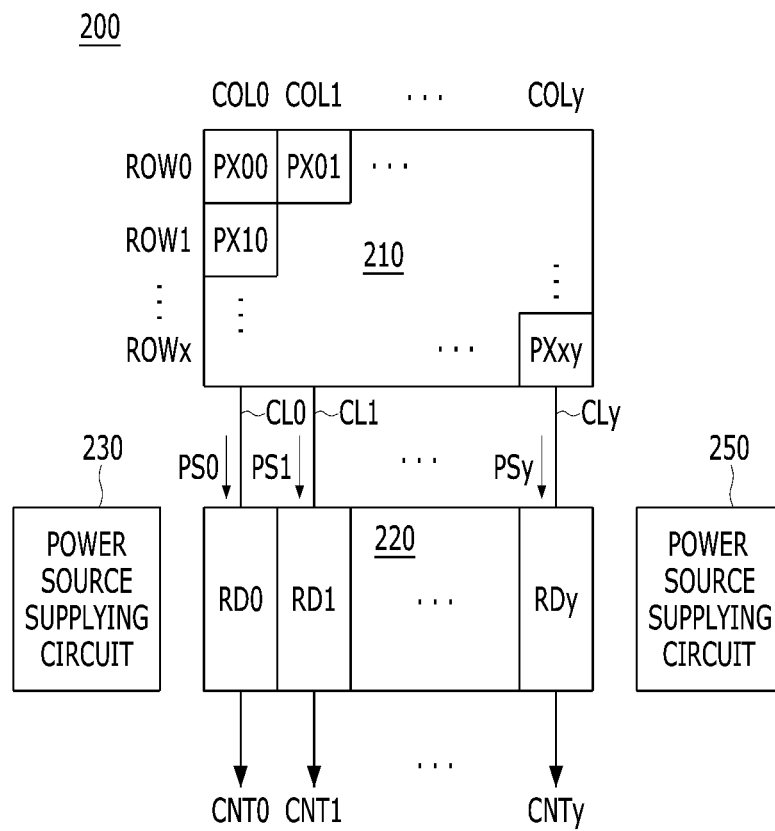 200
COL0 COL1 ... COLy
ROW0 PX00 PX01 ...
ROW1 PX10
210
ROWx ... PXxy
CL0 CL1 CLy
PS0 PS1 ... PSy
230 250
POWER SOURCE SUPPLYING CIRCUIT
220
RD0 RD1 ... RDy
POWER SOURCE SUPPLYING CIRCUIT
CNT0 CNT1 ... CNTy